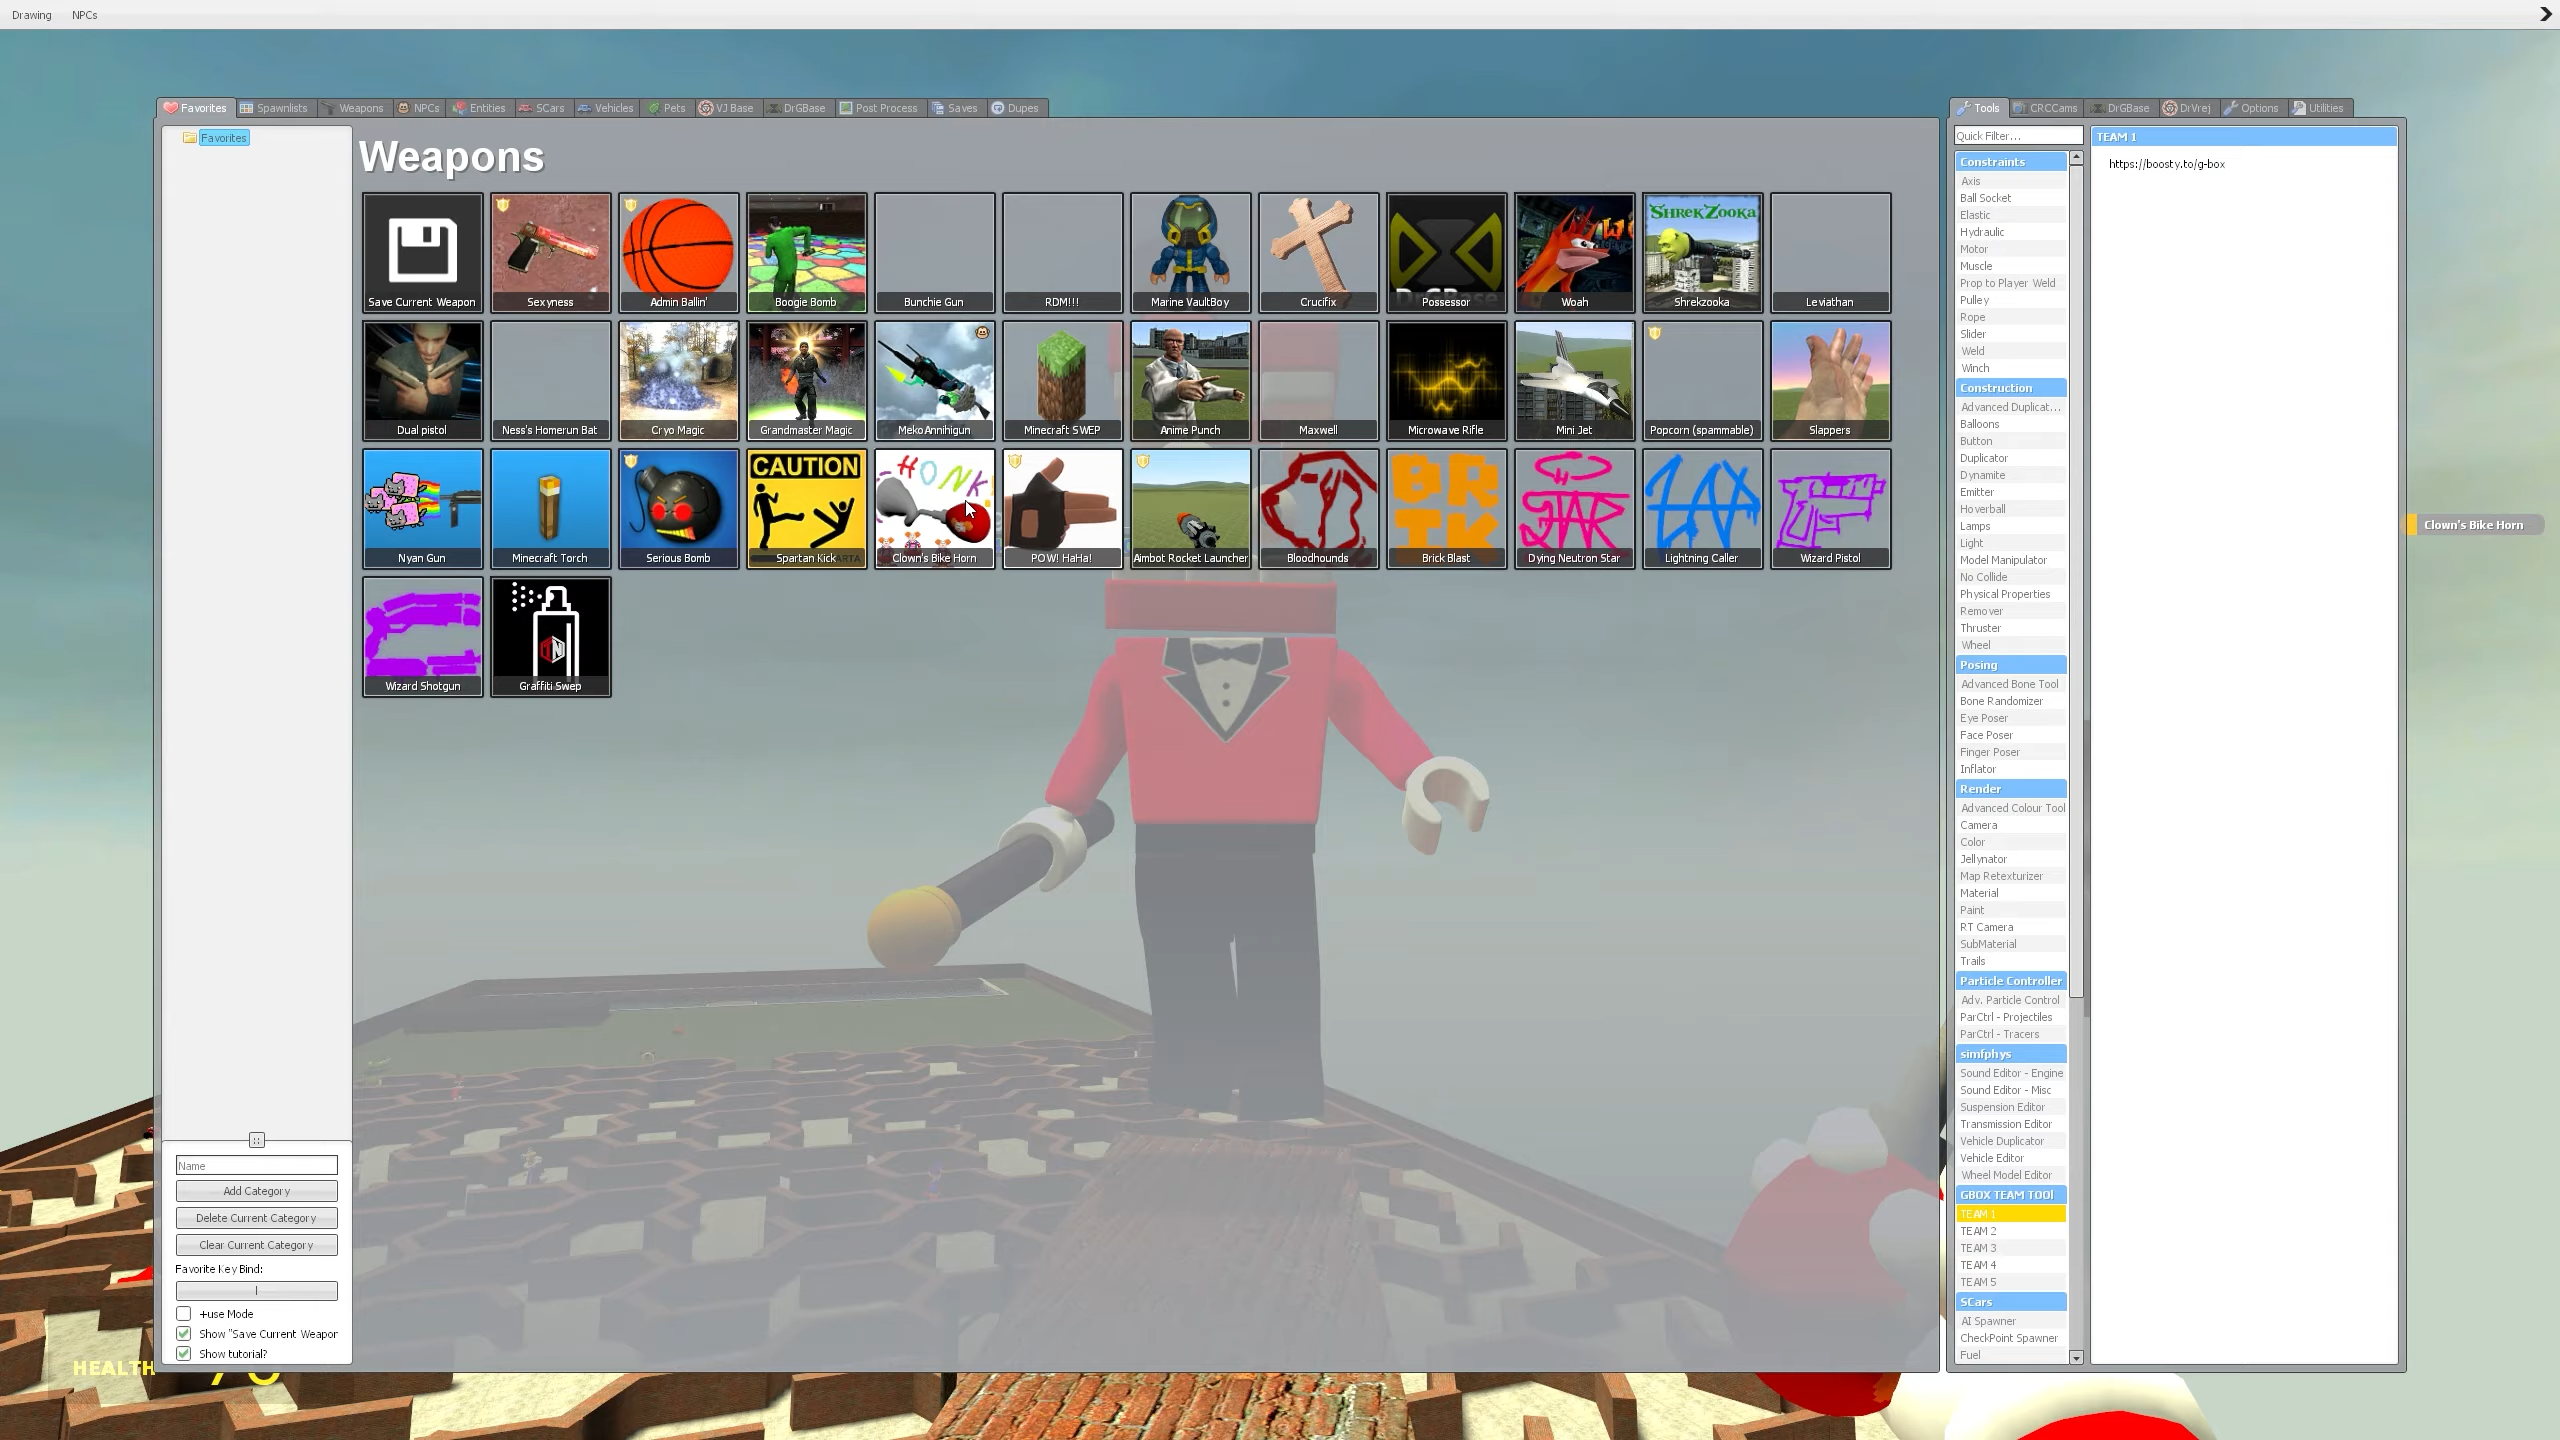 Drawing NPCs
Favorites Spawnlists Weapons NPCs Entities SCars Vehicles Pets VJ Base DrGBase Post Process Saves Dupes
Favorites
Weapons
SHREKZOOKA
Save Current Weapon Sexyness Admin Ballin' Boogie Bomb Bunchie Gun RDM!!! Marine VaultBoy Crucifix Possessor Woah Shrekzooka Leviathan
Dual pistol Ness's Homerun Bat Cryo Magic Grandmaster Magic Meko Annihigun Minecraft SWEP Anime Punch Maxwell Microwave Rifle Mini Jet Popcorn (spammable) Slappers
CAUTION HONK BRIK STAR ZAX
Nyan Gun Minecraft Torch Serious Bomb Spartan Kick Clown's Bike Horn POW! HaHa! Aimbot Rocket Launcher Bloodhounds Brick Blast Dying Neutron Star Lightning Caller Wizard Pistol
Wizard Shotgun Graffiti Swep
Name
Add Category
Delete Current Category
Clear Current Category
Favorite Key Bind:
I
+use Mode
Show "Save Current Weapor
Show tutorial?
HEALTH
Tools CRCCams DrGBase DrVrej Options Utilities
Quick Filter...
Constraints
Axis
Ball Socket
Elastic
Hydraulic
Motor
Muscle
Prop to Player Weld
Pulley
Rope
Slider
Weld
Winch
Construction
Advanced Duplicat...
Balloons
Button
Duplicator
Dynamite
Emitter
Hoverball
Lamps
Light
Model Manipulator
No Collide
Physical Properties
Remover
Thruster
Wheel
Posing
Advanced Bone Tool
Bone Randomizer
Eye Poser
Face Poser
Finger Poser
Inflator
Render
Advanced Colour Tool
Camera
Color
Jellynator
Map Retexturizer
Material
Paint
RT Camera
SubMaterial
Trails
Particle Controller
Adv. Particle Control
ParCtrl - Projectiles
ParCtrl - Tracers
simfphys
Sound Editor - Engine
Sound Editor - Misc
Suspension Editor
Transmission Editor
Vehicle Duplicator
Vehicle Editor
Wheel Model Editor
GBOX TEAM TOOl
TEAM 1
TEAM 2
TEAM 3
TEAM 4
TEAM 5
SCars
AI Spawner
CheckPoint Spawner
Fuel
TEAM 1
https://boosty.to/g-box
Clown's Bike Horn